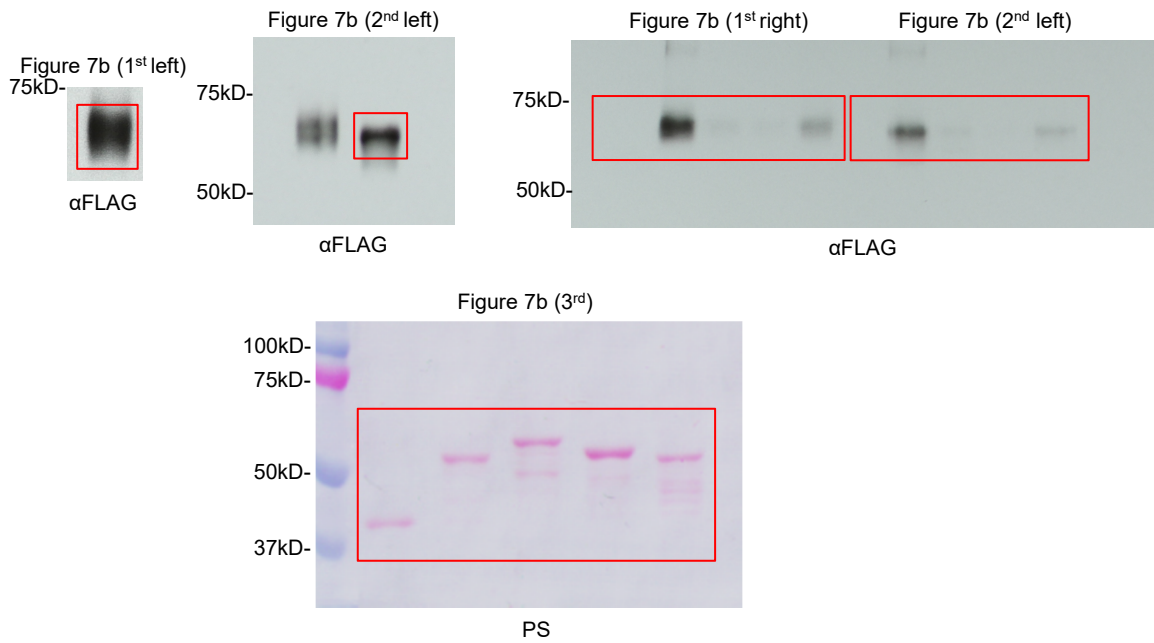 Figure 7b (1st left)
75kD-
αFLAG
Figure 7b (2nd left)
75kD-
50kD-
αFLAG
Figure 7b (1st right)
Figure 7b (2nd left)
75kD-
50kD-
αFLAG
Figure 7b (3rd)
100kD-
75kD-
50kD-
37kD-
PS